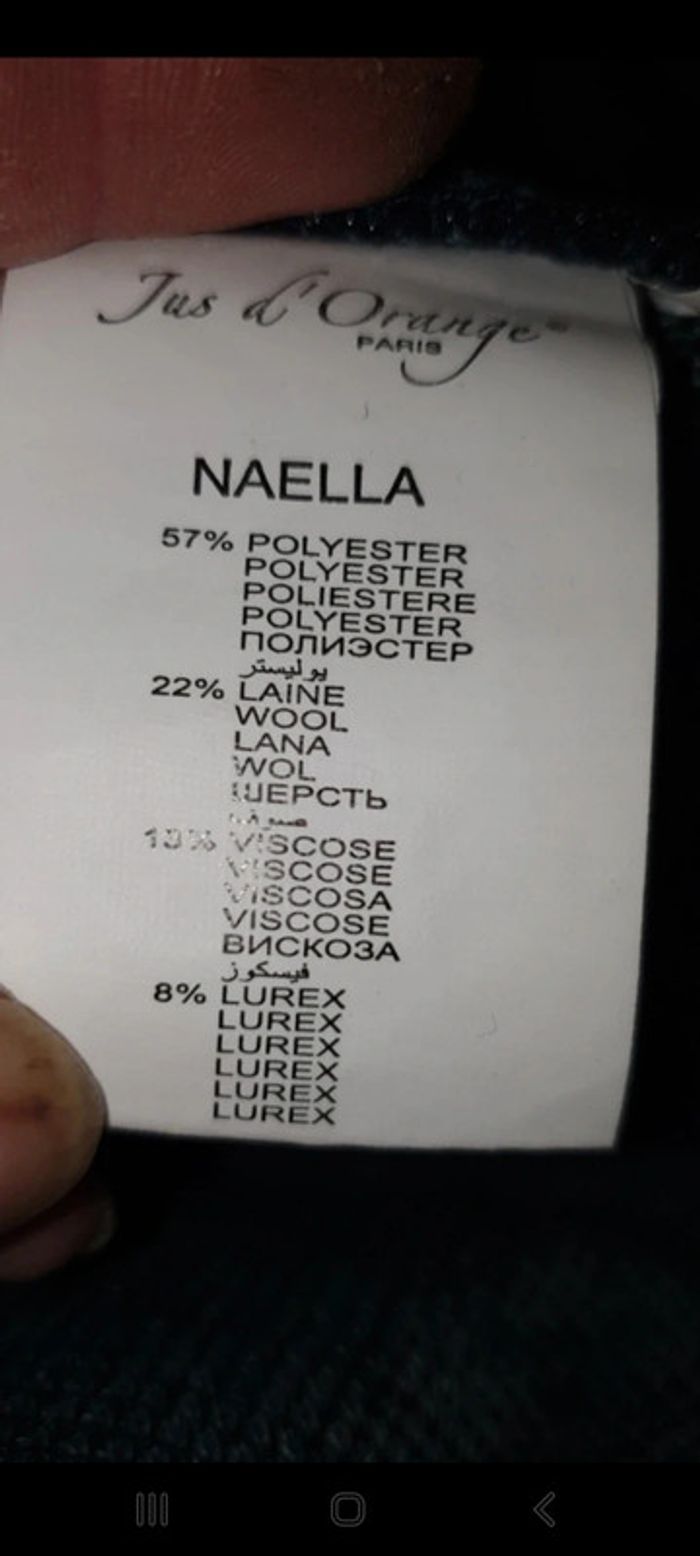 Jus d'Orange®
PARIS
NAELLA
57% POLYESTER
POLYESTER
POLIESTERE
POLYESTER
ПОЛИЭСТЕР
بوليستر
22% LAINE
WOOL
LANA
WOL
ШЕРСТЬ
صوف
13% VISCOSE
VISCOSE
VISCOSA
VISCOSE
ВИСКОЗА
فيسكوز
8% LUREX
LUREX
LUREX
LUREX
LUREX
LUREX